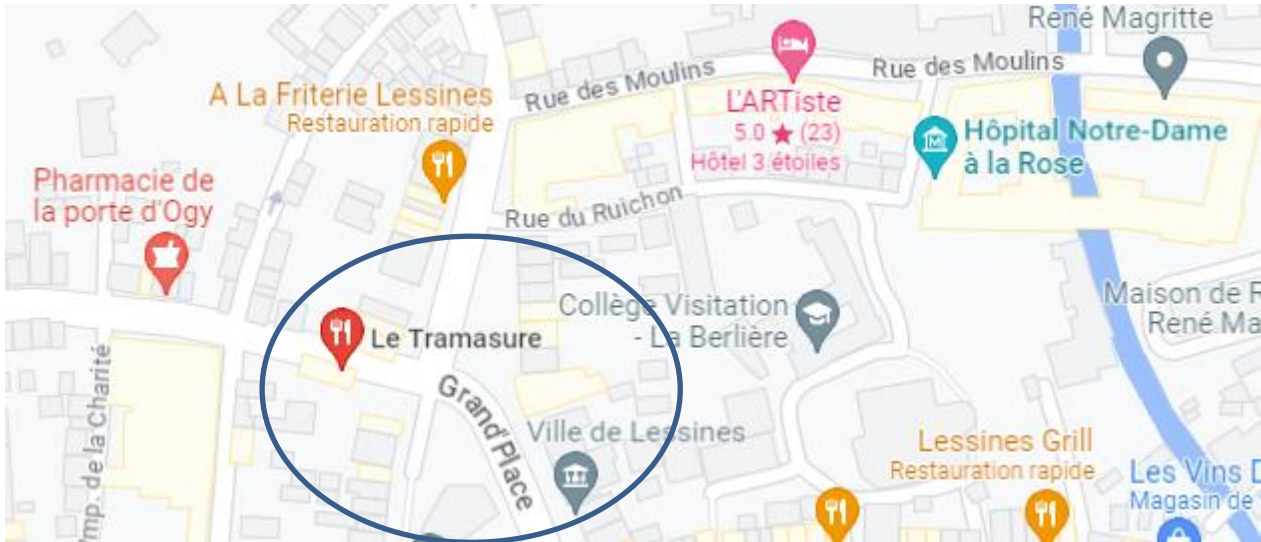 René Magritte
Rue des Moulins
Rue des Moulins
A La Friterie Lessines
Restauration rapide
L'ARTiste
5.0 ★ (23)
Hôtel 3 étoiles
Hôpital Notre-Dame
à la Rose
Pharmacie de
la porte d'Ogy
Rue du Ruichon
Le Tramasure
Collège Visitation
- La Berlière
Maison de R
René Ma
Imp. de la Charité
Grand'Place
Ville de Lessines
Lessines Grill
Restauration rapide
Les Vins D
Magasin de